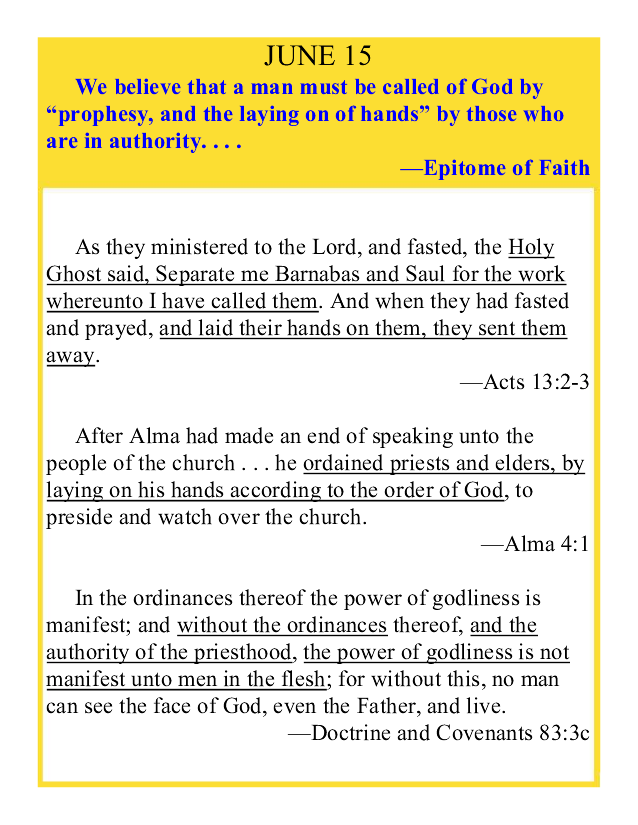 JUNE 15
We believe that a man must be called of God by
“prophesy, and the laying on of hands” by those who
are in authority. . . .
—Epitome of Faith
As they ministered to the Lord, and fasted, the Holy
Ghost said, Separate me Barnabas and Saul for the work
whereunto I have called them. And when they had fasted
and prayed, and laid their hands on them, they sent them
away.
—Acts 13:2-3
After Alma had made an end of speaking unto the
people of the church . . . he ordained priests and elders, by
laying on his hands according to the order of God, to
preside and watch over the church.
—Alma 4:1
In the ordinances thereof the power of godliness is
manifest; and without the ordinances thereof, and the
authority of the priesthood, the power of godliness is not
manifest unto men in the flesh; for without this, no man
can see the face of God, even the Father, and live.
—Doctrine and Covenants 83:3c